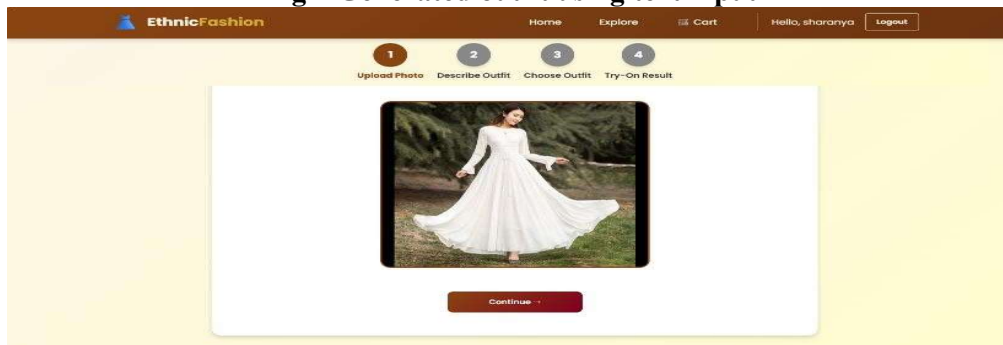 EthnicFashion Home Explore Cart Hello, sharanya Logout
1 2 3 4
Upload Photo Describe Outfit Choose Outfit Try-On Result
Continue →